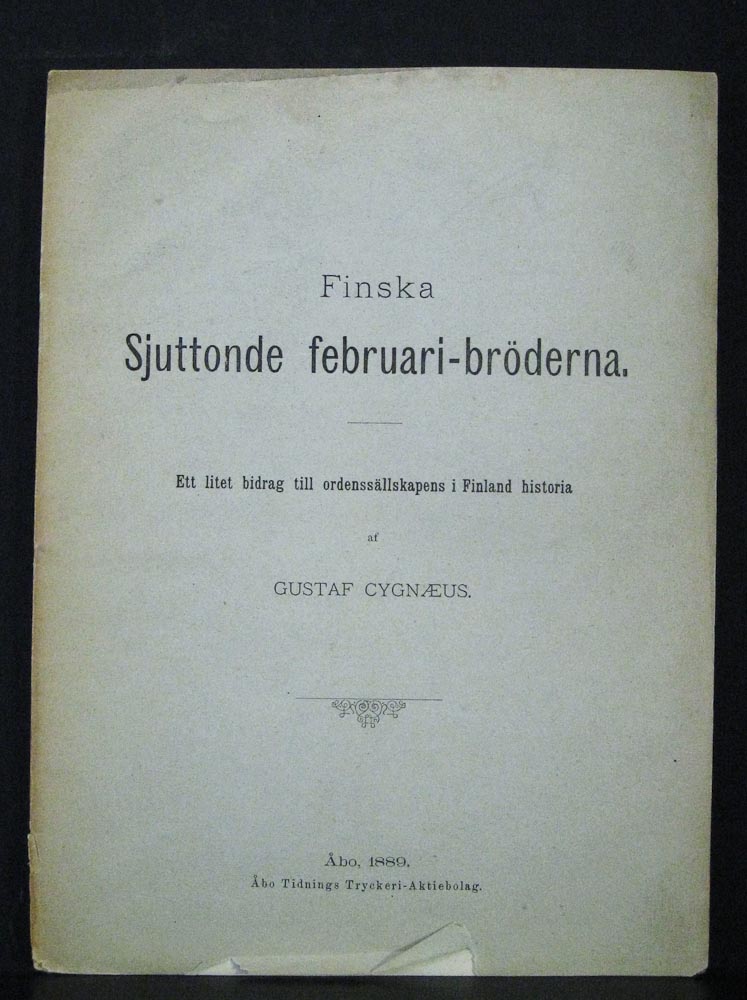 Finska
Sjuttonde februari-bröderna.
Ett litet bidrag till ordenssällskapens i Finland historia
af
GUSTAF CYGNÆUS.
Åbo, 1889.
Åbo Tidnings Tryckeri-Aktiebolag.